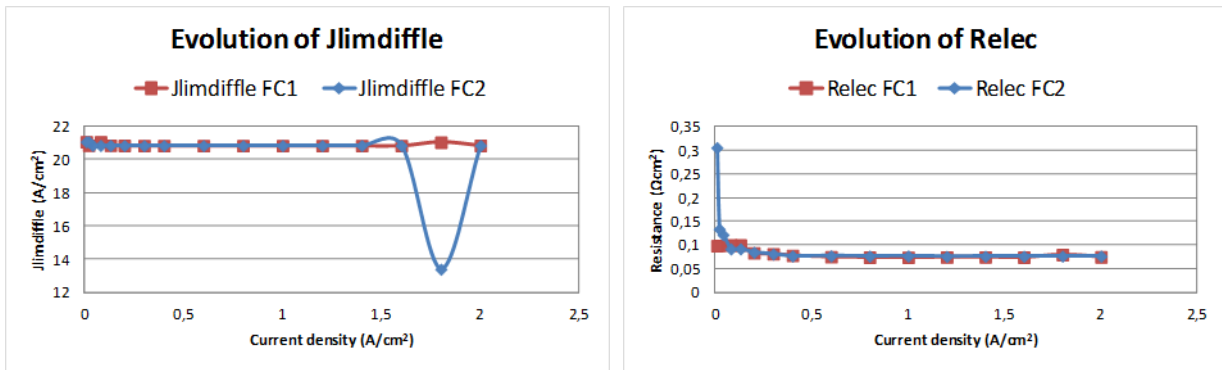 Evolution of Jlimdiffle
Jlimdiffle FC1 Jlimdiffle FC2
Jlimdiffle (A/cm²)
22
20
18
16
14
12
0 0,5 1 1,5 2 2,5
Current density (A/cm²)
Evolution of Relec
Relec FC1 Relec FC2
Resistance (Ωcm²)
0,35
0,3
0,25
0,2
0,15
0,1
0,05
0
0 0,5 1 1,5 2 2,5
Current density (A/cm²)